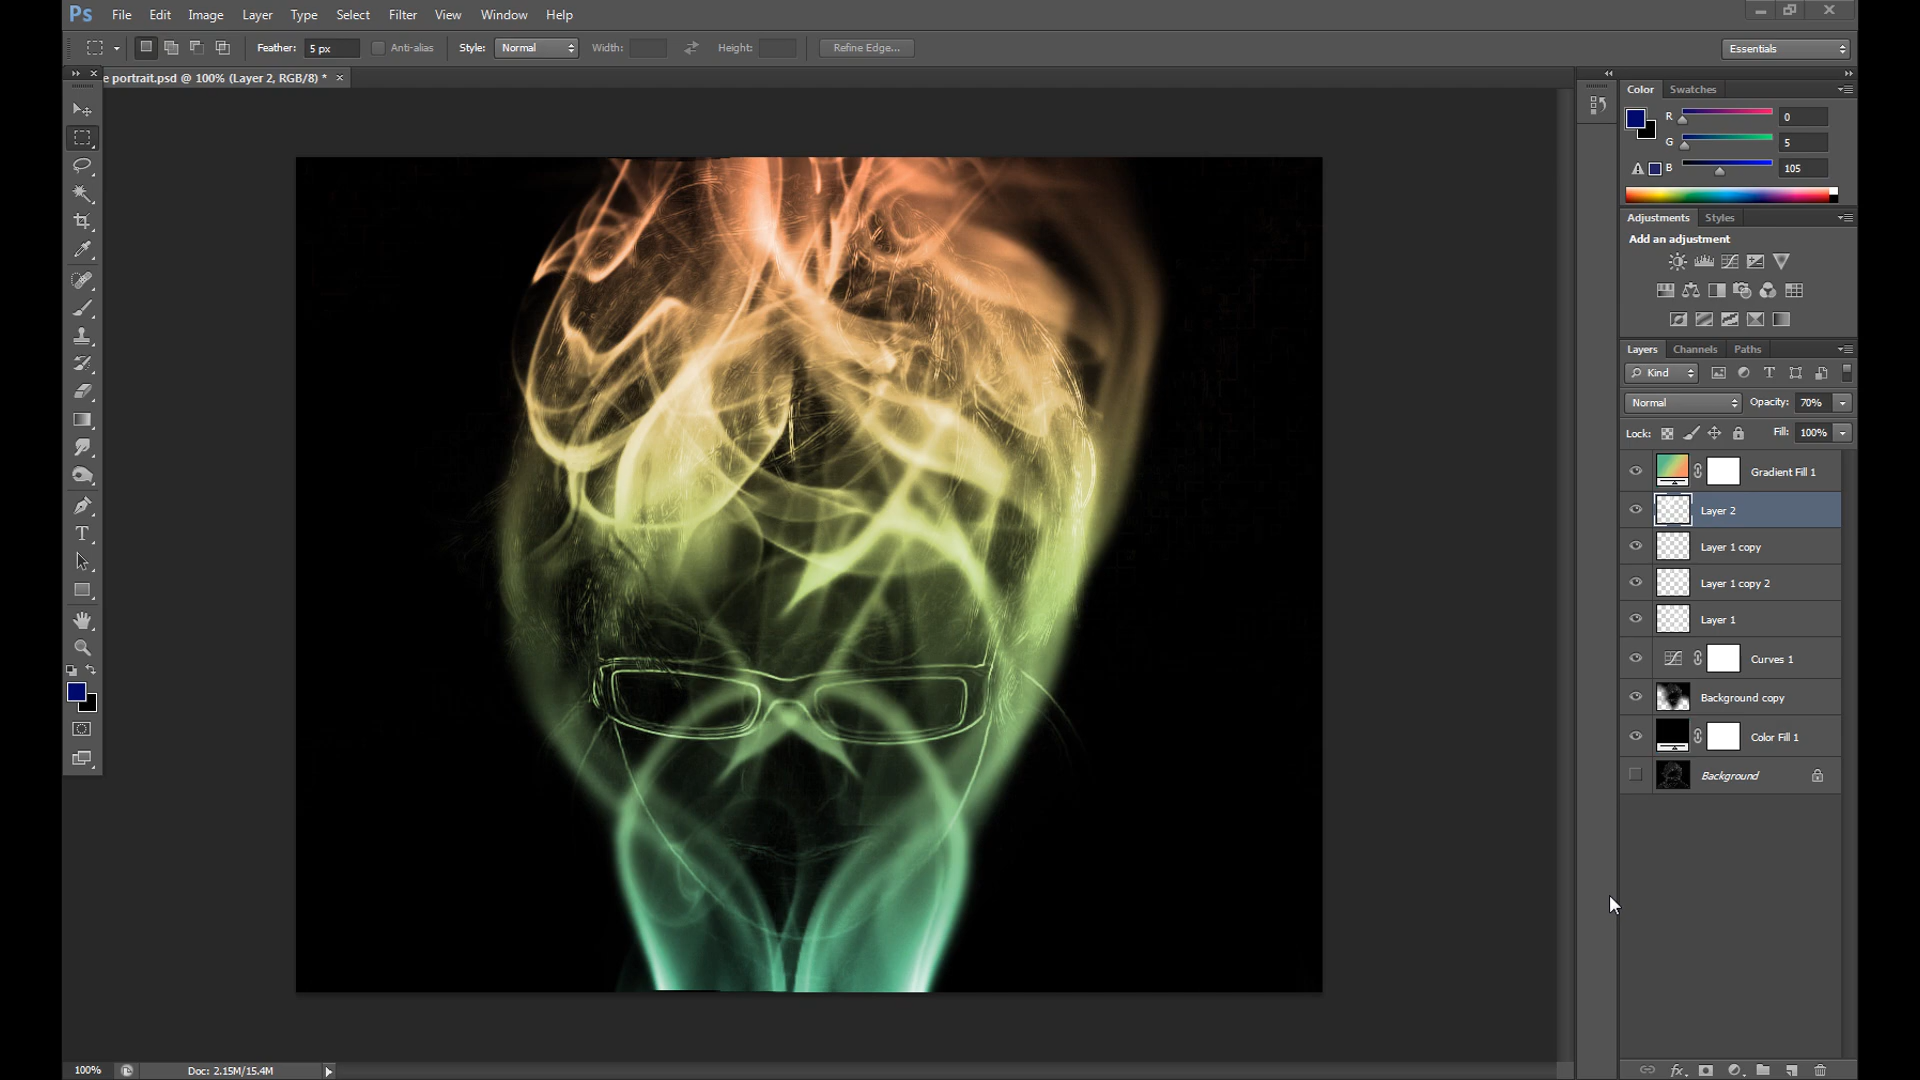 Ps File Edit Image Layer Type Select Filter View Window Help
Feather: 5 px Anti-alias Style: Normal Width: Height: Refine Edge... Essentials
e portrait.psd @ 100% (Layer 2, RGB/8) *
Color Swatches
R 0
G 5
B 105
Adjustments Styles
Add an adjustment
Layers Channels Paths
Kind
Normal Opacity: 70%
Lock: Fill: 100%
Gradient Fill 1
Layer 2
Layer 1 copy
Layer 1 copy 2
Layer 1
Curves 1
Background copy
Color Fill 1
Background
100% Doc: 2.15M/15.4M